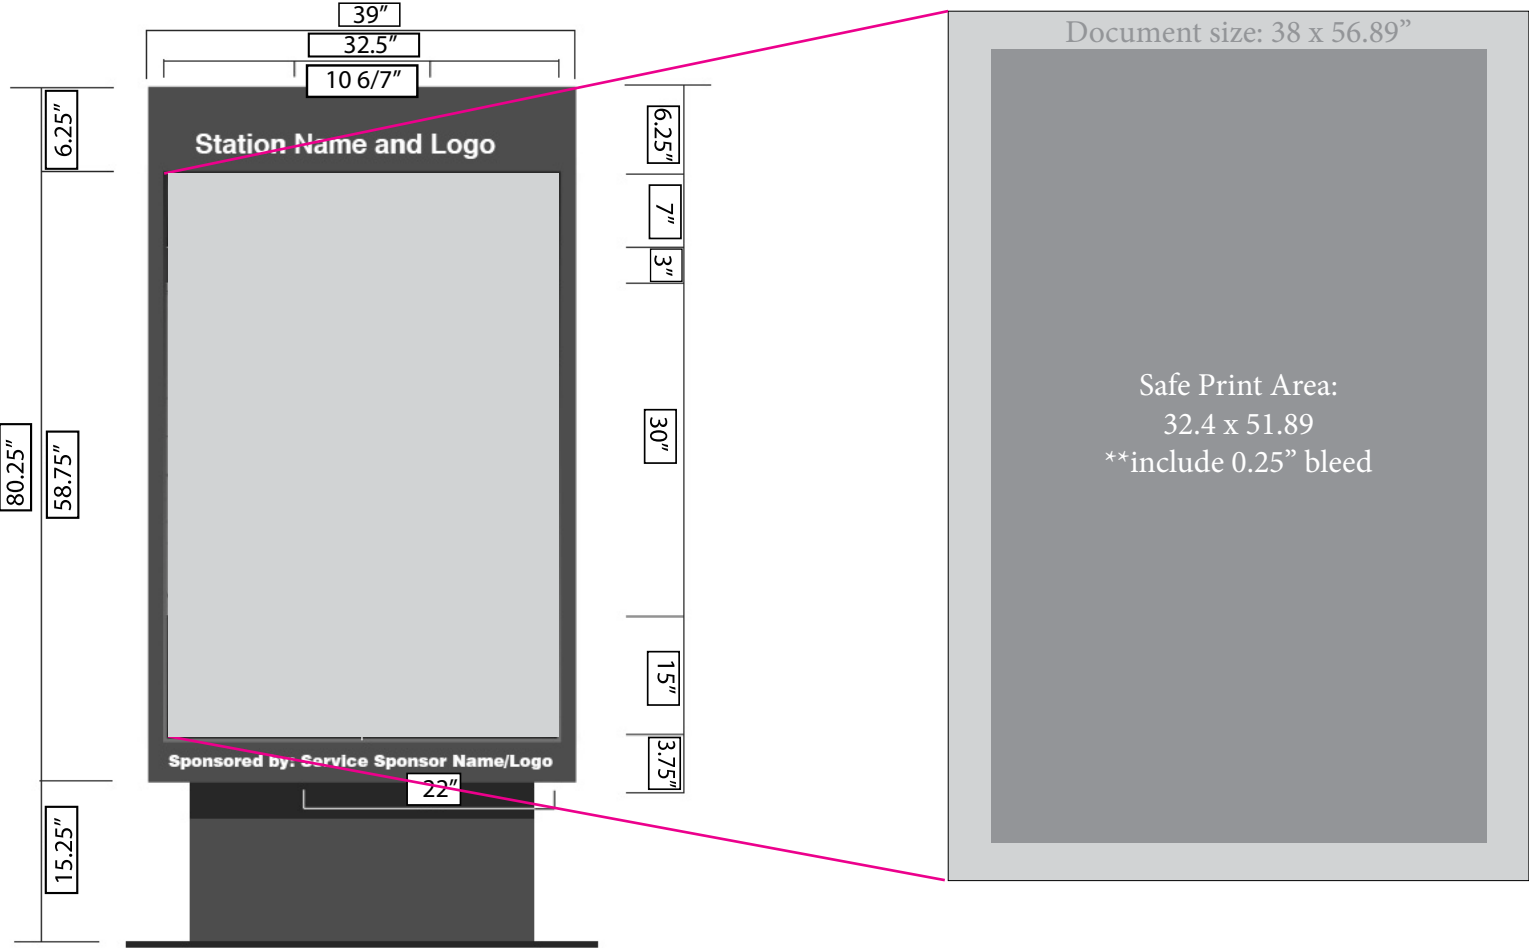 39”
32.5”
10 6/7”
6.25”
Station Name and Logo
80.25”
58.75”
Sponsored by: Service Sponsor Name/Logo
22”
15.25”
6.25”
7”
3”
30”
15”
3.75”
Document size: 38 x 56.89”
Safe Print Area:
32.4 x 51.89
**include 0.25” bleed